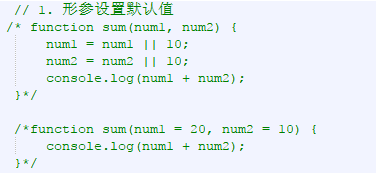 // 1. 形参设置默认值
/* function sum(num1, num2) {
num1 = num1 || 10;
num2 = num2 || 10;
console.log(num1 + num2);
}*/
/*function sum(num1 = 20, num2 = 10) {
console.log(num1 + num2);
}*/